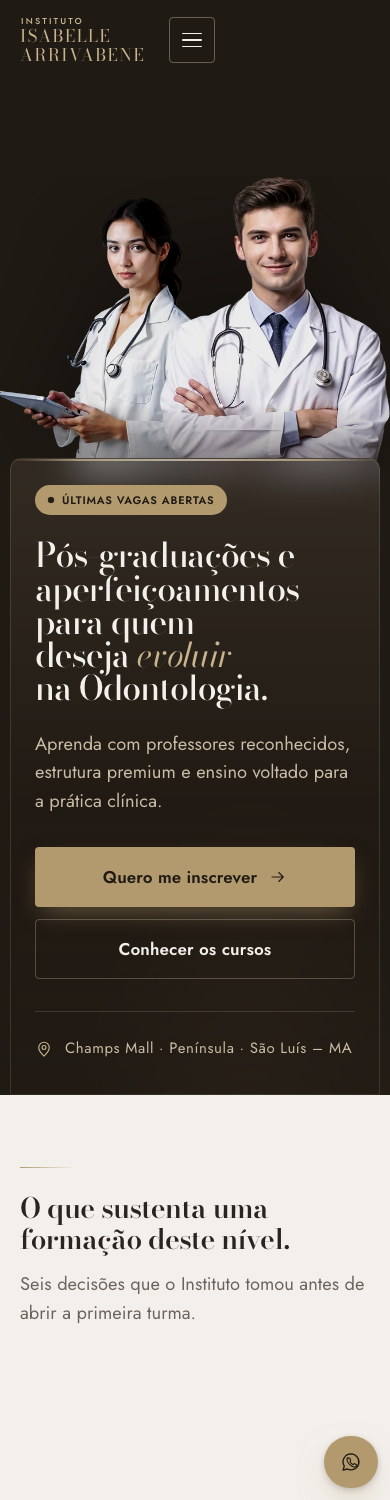 INSTITUTO
ISABELLE
ARRIVABENE
ÚLTIMAS VAGAS ABERTAS
Pós-graduações e
aperfeiçoamentos
para quem
deseja evoluir
na Odontologia.
Aprenda com professores reconhecidos,
estrutura premium e ensino voltado para
a prática clínica.
Quero me inscrever →
Conhecer os cursos
Champs Mall · Península · São Luís – MA
O que sustenta uma
formação deste nível.
Seis decisões que o Instituto tomou antes de
abrir a primeira turma.